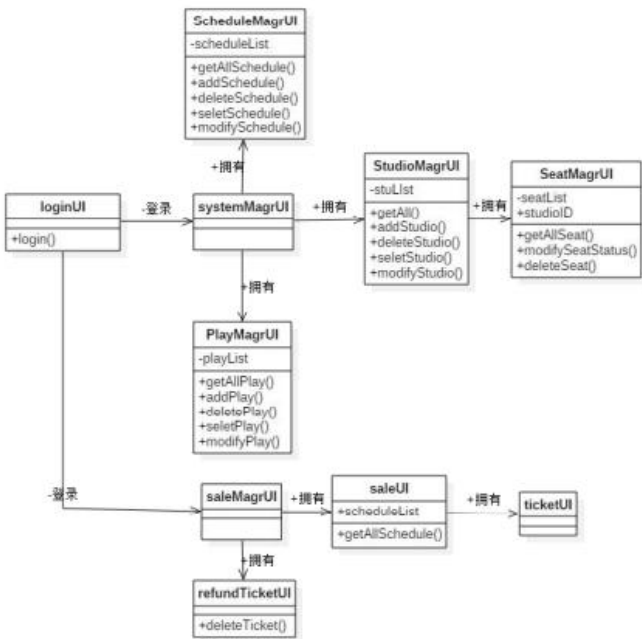 ScheduleMagrUI
-scheduleList
+getAllSchedule()
+addSchedule()
+deleteSchedule()
+seletSchedule()
+modifySchedule()
+拥有
loginUI
+login()
-登录
systemMagrUI
+拥有
StudioMagrUI
-stuLIst
+getAll()
+addStudio()
+deleteStudio()
+seletStudio()
+modifyStudio()
+拥有
SeatMagrUI
-seatList
+studioID
+getAllSeat()
+modifySeatStatus()
+deleteSeat()
+拥有
PlayMagrUI
-playList
+getAllPlay()
+addPlay()
+deletePlay()
+seletPlay()
+modifyPlay()
-登录
saleMagrUI
+拥有
saleUI
+scheduleList
+getAllSchedule()
+拥有
ticketUI
+拥有
refundTicketUI
+deleteTicket()